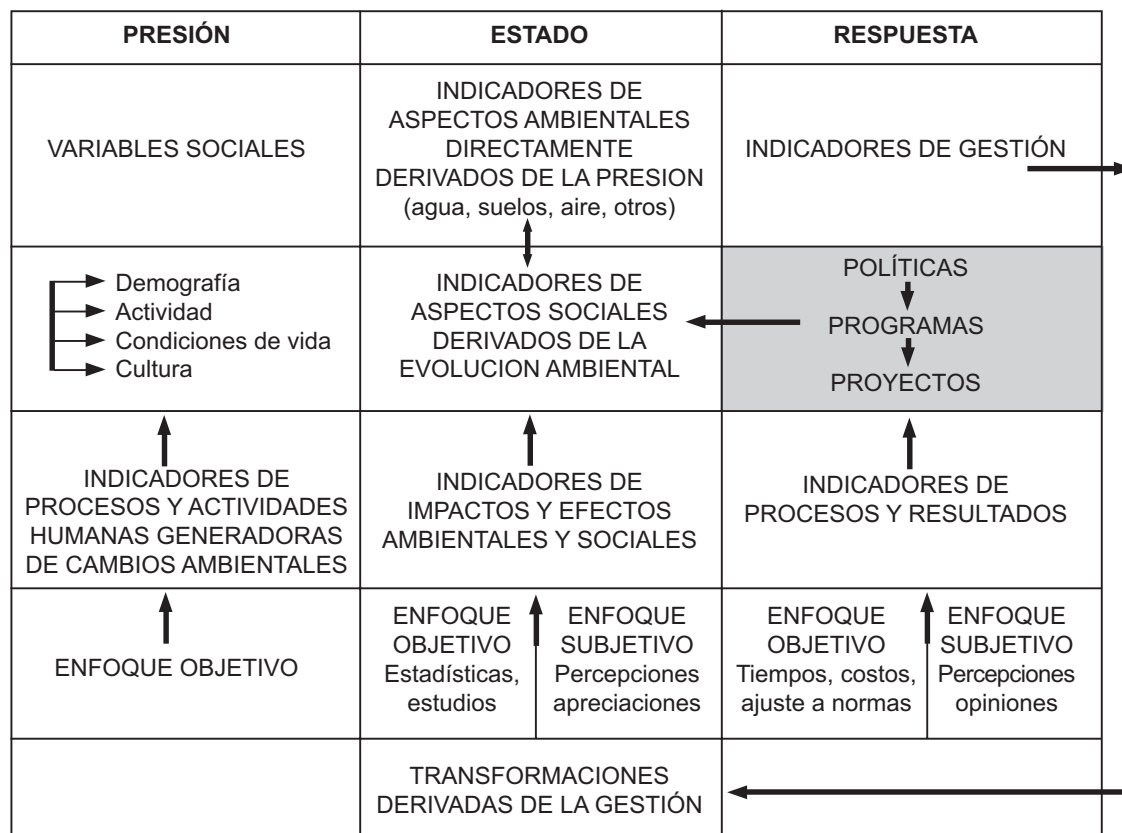 PRESIÓN
ESTADO
RESPUESTA
VARIABLES SOCIALES
INDICADORES DE
ASPECTOS AMBIENTALES
DIRECTAMENTE
DERIVADOS DE LA PRESION
(agua, suelos, aire, otros)
INDICADORES DE GESTIÓN
Demografía
Actividad
Condiciones de vida
Cultura
INDICADORES DE
ASPECTOS SOCIALES
DERIVADOS DE LA
EVOLUCION AMBIENTAL
POLÍTICAS
PROGRAMAS
PROYECTOS
INDICADORES DE
PROCESOS Y ACTIVIDADES
HUMANAS GENERADORAS
DE CAMBIOS AMBIENTALES
INDICADORES DE
IMPACTOS Y EFECTOS
AMBIENTALES Y SOCIALES
INDICADORES DE
PROCESOS Y RESULTADOS
ENFOQUE OBJETIVO
ENFOQUE
OBJETIVO
Estadísticas,
estudios
ENFOQUE
SUBJETIVO
Percepciones
apreciaciones
ENFOQUE
OBJETIVO
Tiempos, costos,
ajuste a normas
ENFOQUE
SUBJETIVO
Percepciones
opiniones
TRANSFORMACIONES
DERIVADAS DE LA GESTIÓN